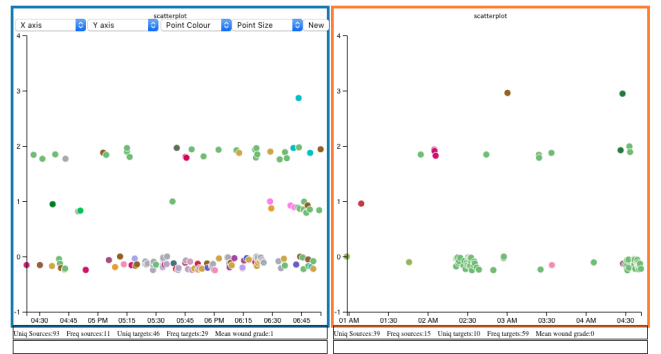 scatterplot
X axis Y axis Point Colour Point Size New
4
3
2
1
0
-1
04:30 04:45 05 PM 05:15 05:30 05:45 06 PM 06:15 06:30 06:45
Uniq Sources:93 Freq sources:11 Uniq targets:46 Freq targets:29 Mean wound grade:1
scatterplot
4
3
2
1
0
-1
01 AM 01:30 02 AM 02:30 03 AM 03:30 04 AM 04:30
Uniq Sources:39 Freq sources:15 Uniq targets:10 Freq targets:59 Mean wound grade:0